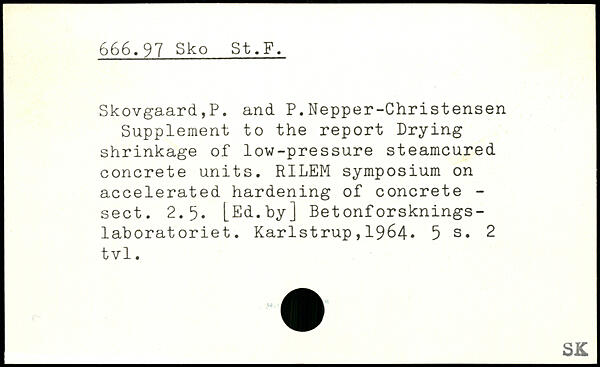 666.97 Sko St.F.
Skovgaard,P. and P.Nepper-Christensen
Supplement to the report Drying
shrinkage of low-pressure steamcured
concrete units. RILEM symposium on
accelerated hardening of concrete -
sect. 2.5. [Ed.by] Betonforsknings-
laboratoriet. Karlstrup,1964. 5 s. 2
tvl.
SK